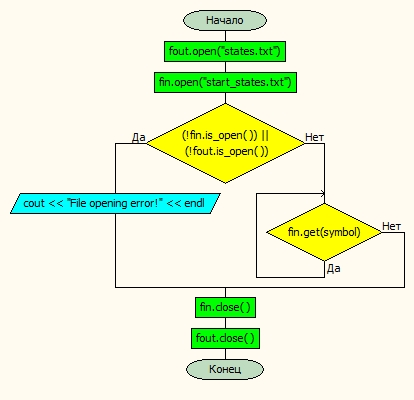 Начало
fout.open("states.txt")
fin.open("start_states.txt")
Да
(!fin.is_open( )) ||
(!fout.is_open( ))
Нет
cout << "File opening error!" << endl
fin.get(symbol)
Нет
Да
fin.close( )
fout.close( )
Конец